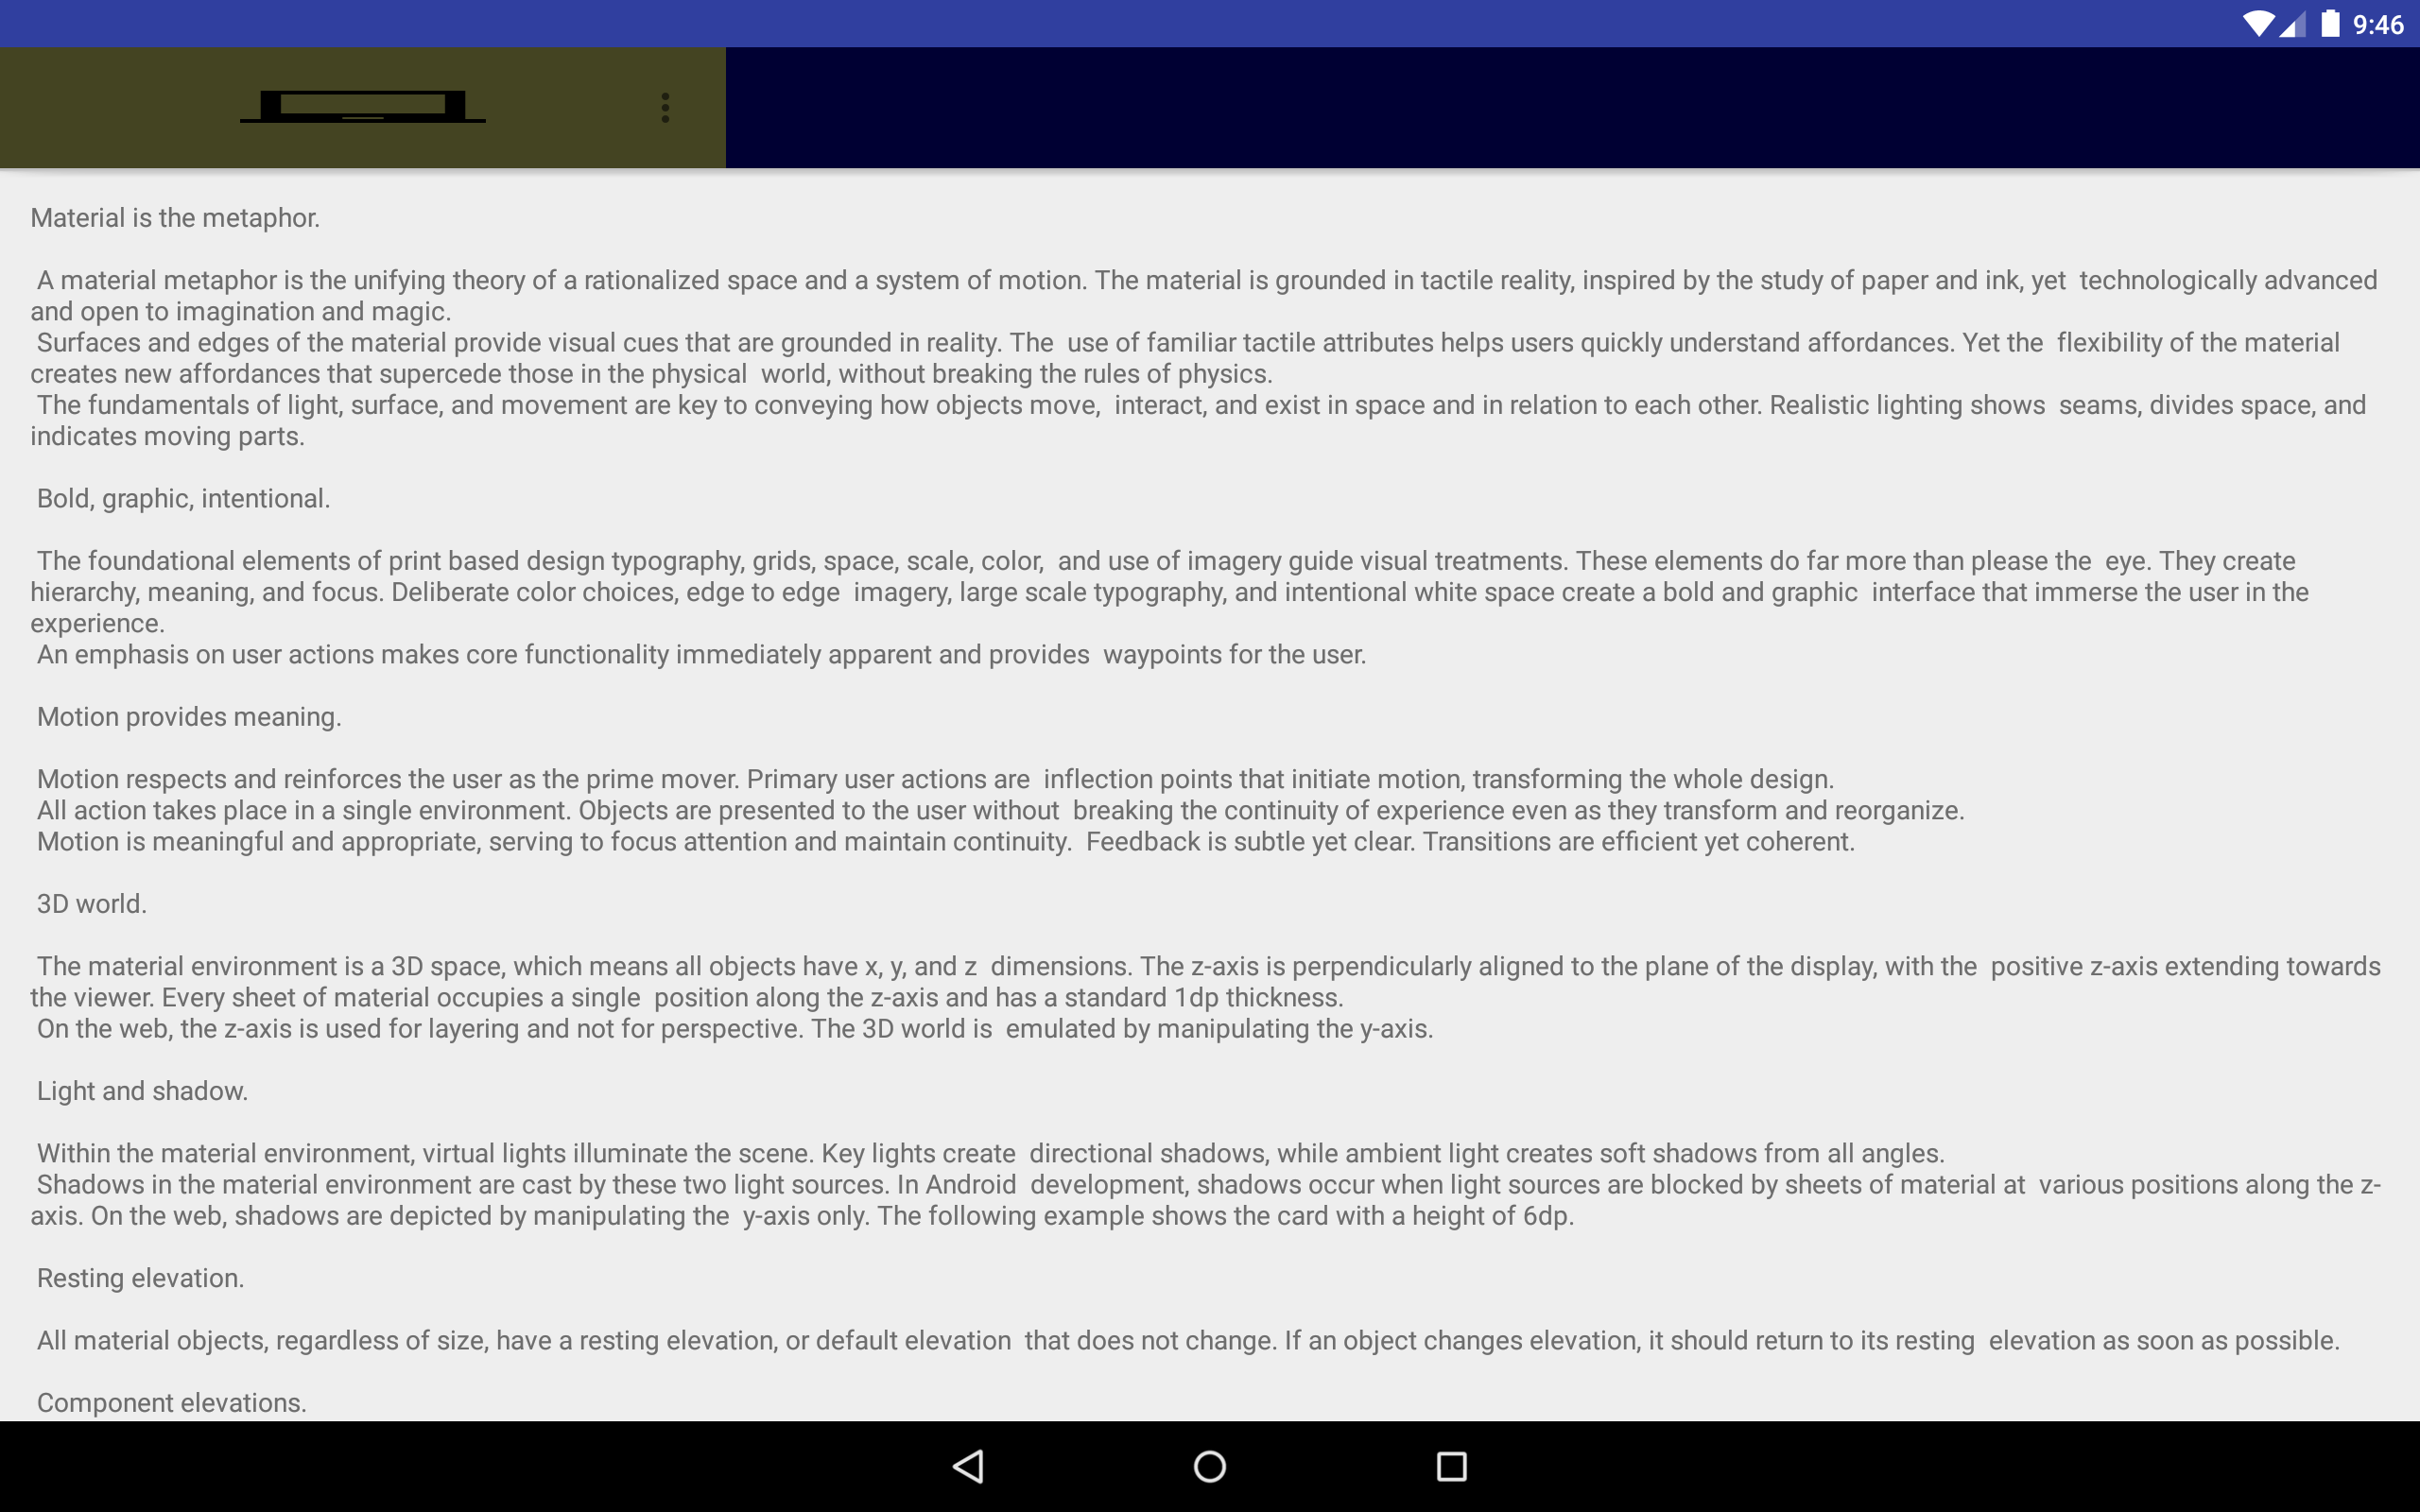 9:46
Material is the metaphor.
A material metaphor is the unifying theory of a rationalized space and a system of motion. The material is grounded in tactile reality, inspired by the study of paper and ink, yet  technologically advanced
and open to imagination and magic.
Surfaces and edges of the material provide visual cues that are grounded in reality. The  use of familiar tactile attributes helps users quickly understand affordances. Yet the  flexibility of the material
creates new affordances that supercede those in the physical  world, without breaking the rules of physics.
The fundamentals of light, surface, and movement are key to conveying how objects move,  interact, and exist in space and in relation to each other. Realistic lighting shows  seams, divides space, and
indicates moving parts.
Bold, graphic, intentional.
The foundational elements of print based design typography, grids, space, scale, color,  and use of imagery guide visual treatments. These elements do far more than please the  eye. They create
hierarchy, meaning, and focus. Deliberate color choices, edge to edge  imagery, large scale typography, and intentional white space create a bold and graphic  interface that immerse the user in the
experience.
An emphasis on user actions makes core functionality immediately apparent and provides  waypoints for the user.
Motion provides meaning.
Motion respects and reinforces the user as the prime mover. Primary user actions are  inflection points that initiate motion, transforming the whole design.
All action takes place in a single environment. Objects are presented to the user without  breaking the continuity of experience even as they transform and reorganize.
Motion is meaningful and appropriate, serving to focus attention and maintain continuity.  Feedback is subtle yet clear. Transitions are efficient yet coherent.
3D world.
The material environment is a 3D space, which means all objects have x, y, and z  dimensions. The z-axis is perpendicularly aligned to the plane of the display, with the  positive z-axis extending towards
the viewer. Every sheet of material occupies a single  position along the z-axis and has a standard 1dp thickness.
On the web, the z-axis is used for layering and not for perspective. The 3D world is  emulated by manipulating the y-axis.
Light and shadow.
Within the material environment, virtual lights illuminate the scene. Key lights create  directional shadows, while ambient light creates soft shadows from all angles.
Shadows in the material environment are cast by these two light sources. In Android  development, shadows occur when light sources are blocked by sheets of material at  various positions along the z-
axis. On the web, shadows are depicted by manipulating the  y-axis only. The following example shows the card with a height of 6dp.
Resting elevation.
All material objects, regardless of size, have a resting elevation, or default elevation  that does not change. If an object changes elevation, it should return to its resting  elevation as soon as possible.
Component elevations.